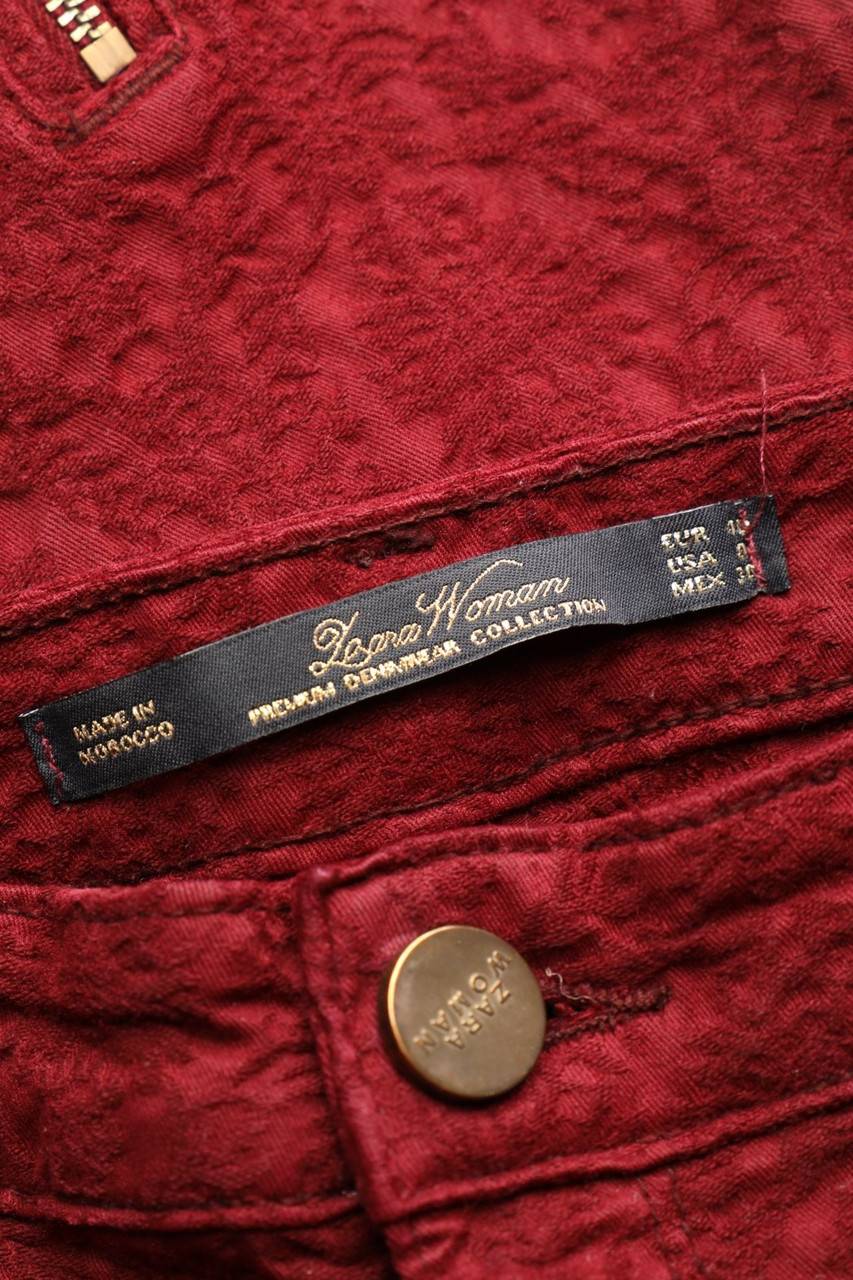 MADE IN
MOROCCO
Zara Woman
PREMIUM DENIMWEAR COLLECTION
EUR
USA
MEX
ZARA
WOMAN